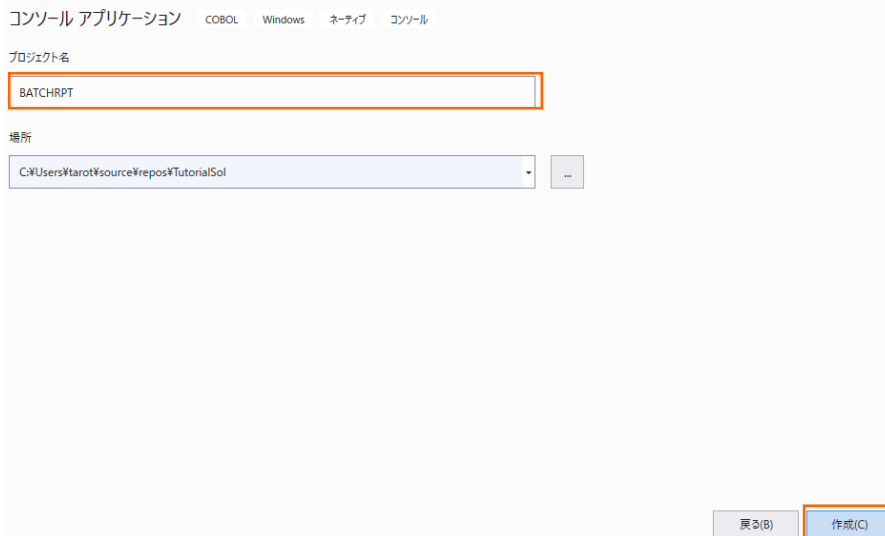 コンソール アプリケーション COBOL Windows ネーティブ コンソール
プロジェクト名
BATCHRPT
場所
C:¥Users¥tarot¥source¥repos¥TutorialSol
...
戻る(B) 作成(C)